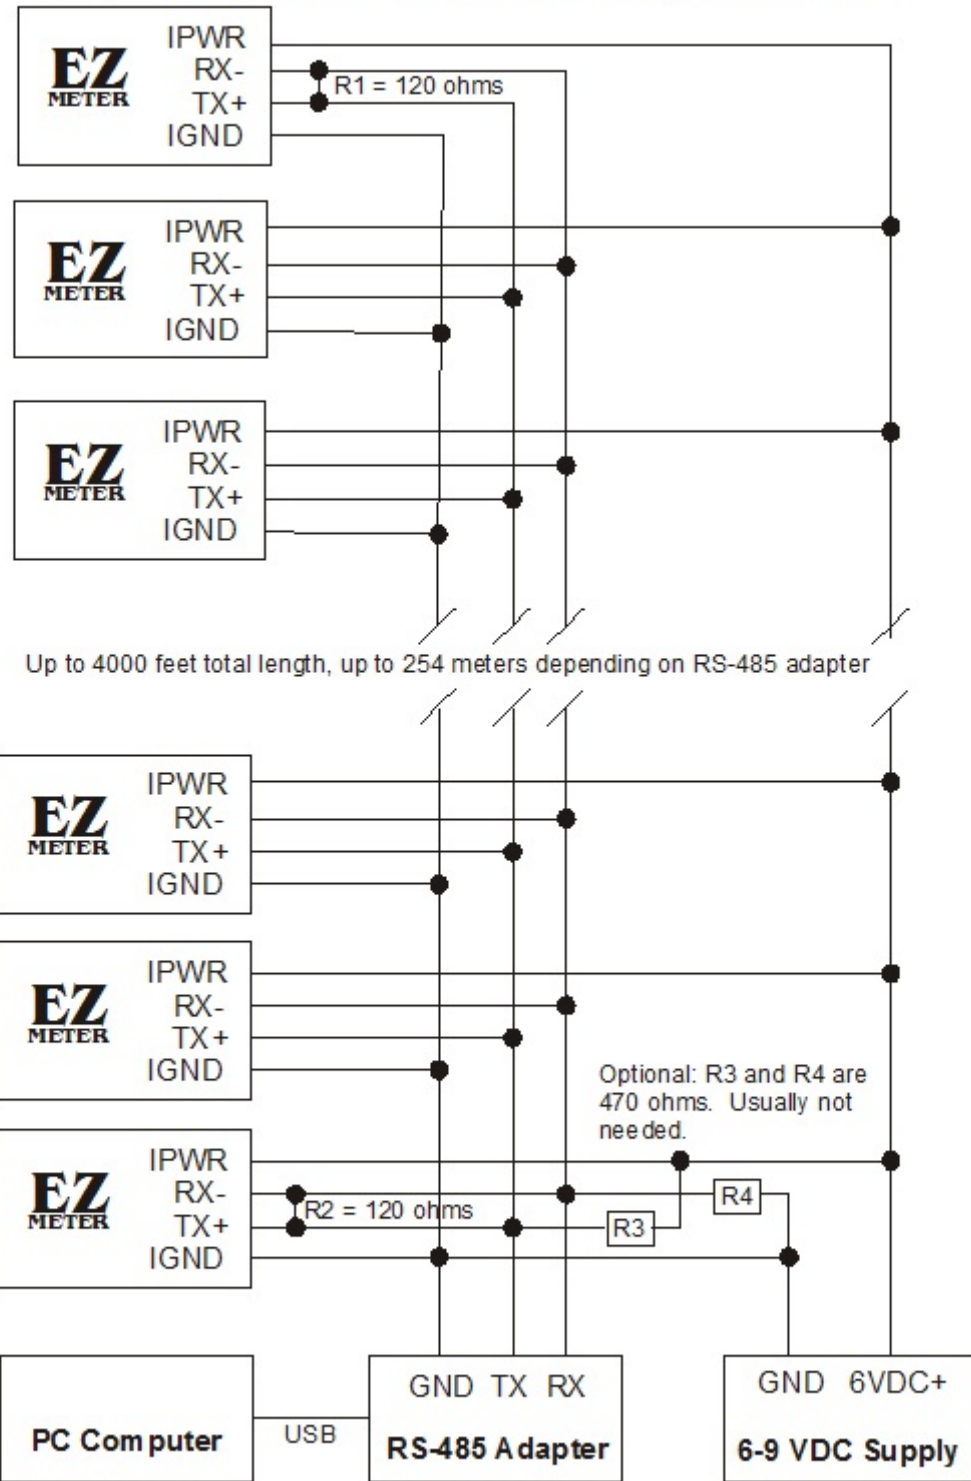 IPWR
EZ
METER
RX-
TX+
IGND
R1 = 120 ohms
IPWR
EZ
METER
RX-
TX+
IGND
IPWR
EZ
METER
RX-
TX+
IGND
Up to 4000 feet total length, up to 254 meters depending on RS-485 adapter
IPWR
EZ
METER
RX-
TX+
IGND
IPWR
EZ
METER
RX-
TX+
IGND
Optional: R3 and R4 are
470 ohms. Usually not
needed.
IPWR
EZ
METER
RX-
TX+
IGND
R2 = 120 ohms
R4
R3
PC Computer
USB
GND TX RX
RS-485 Adapter
GND 6VDC+
6-9 VDC Supply